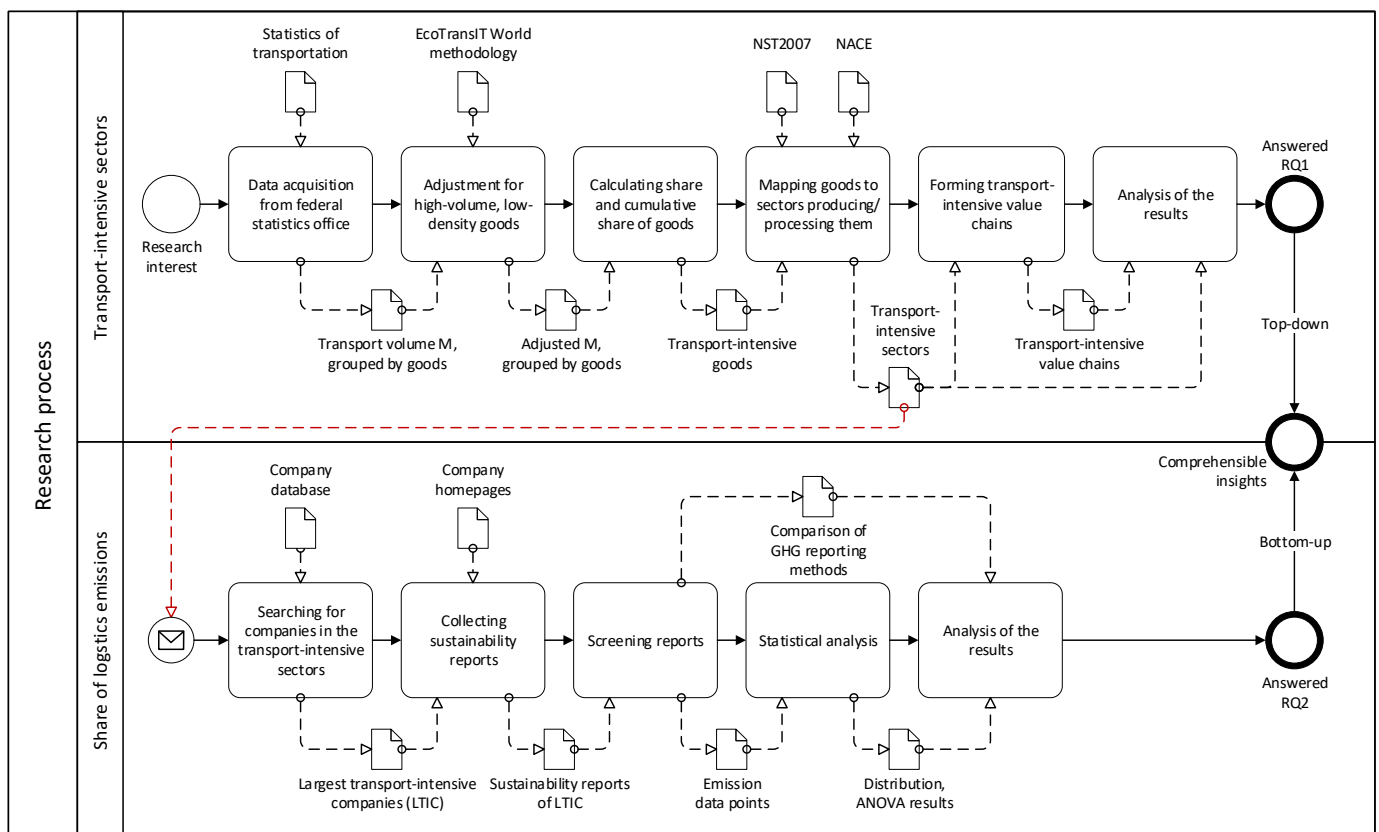 Research process
Transport-intensive sectors
Statistics of
transportation
EcoTransIT World
methodology
NST2007
NACE
Research
interest
Data acquisition
from federal
statistics office
Adjustment for
high-volume, low-
density goods
Calculating share
and cumulative
share of goods
Mapping goods to
sectors producing/
processing them
Forming transport-
intensive value
chains
Analysis of the
results
Answered
RQ1
Transport volume M,
grouped by goods
Adjusted M,
grouped by goods
Transport-intensive
goods
Transport-
intensive
sectors
Transport-intensive
value chains
Top-down
Comprehensible
insights
Bottom-up
Share of logstics emissions
Company
database
Company
homepages
Comparison of
GHG reporting
methods
Searching for
companies in the
transport-intensive
sectors
Collecting
sustainability
reports
Screening reports
Statistical analysis
Analysis of the
results
Answered
RQ2
Largest transport-intensive
companies (LTIC)
Sustainability reports
of LTIC
Emission
data points
Distribution,
ANOVA results